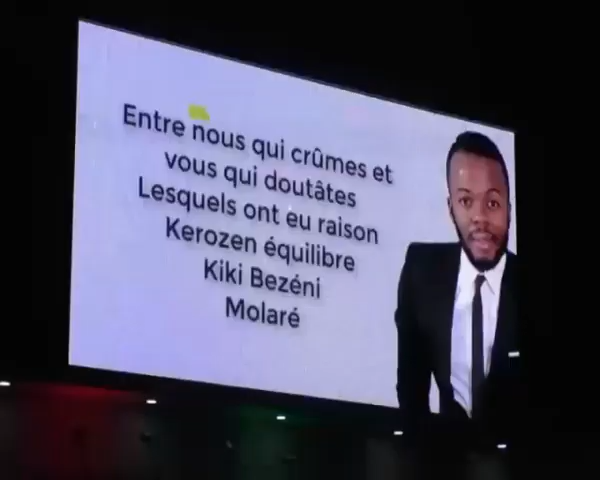 Entre nous qui crûmes et
vous qui doutâtes
Lesquels ont eu raison
Kerozen équilibre
Kiki Bezéni
Molaré